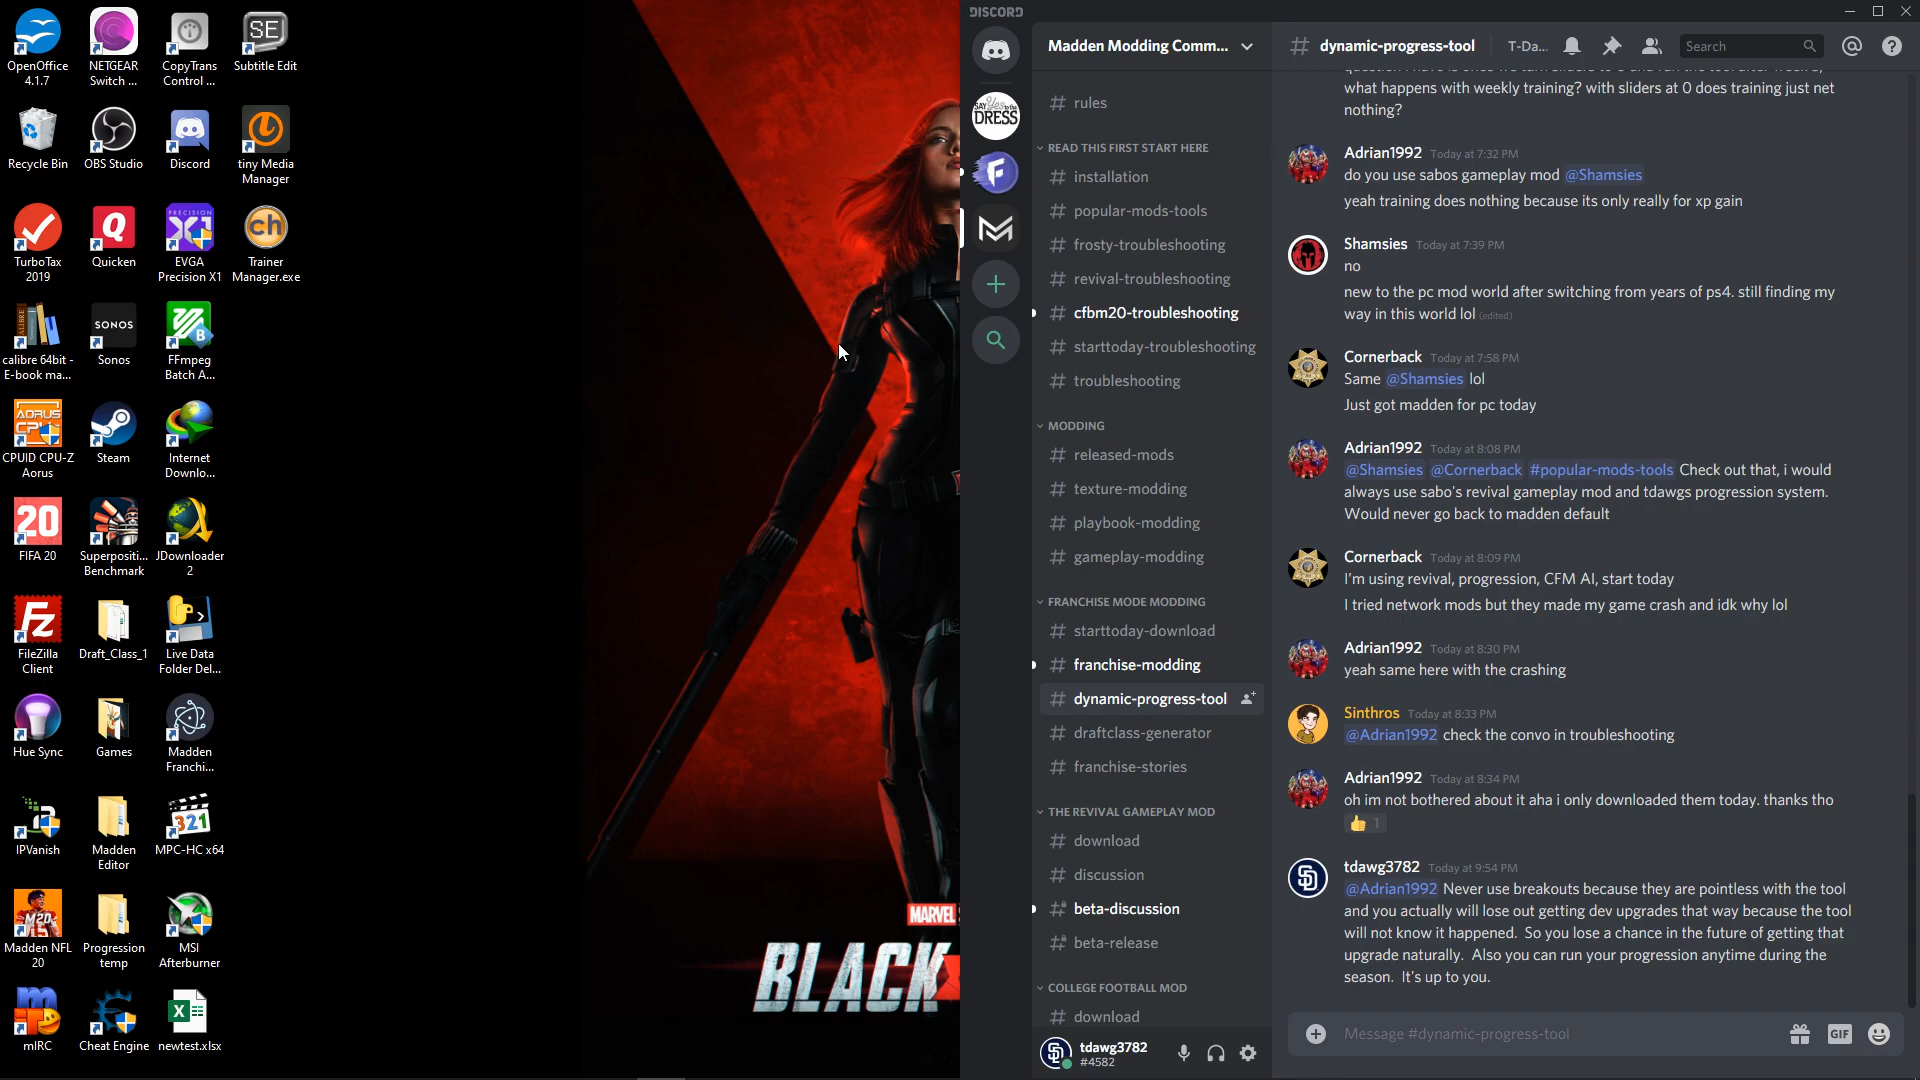 OpenOffice
4.1.7
NETGEAR
Switch ...
CopyTrans
Control ...
SE
Subtitle Edit
Recycle Bin
OBS Studio
Discord
tiny Media
Manager
TurboTax
2019
Q
Quicken
PRECISION
X1
EVGA
Precision X1
ch
Trainer
Manager.exe
CALIBRE
calibre 64bit -
E-book ma...
SONOS
Sonos
B
FFmpeg
Batch A...
AORUS
CPU
CPUID CPU-Z
Aorus
Steam
Internet
Downlo...
20
FIFA 20
Superpositi...
Benchmark
JDownloader
2
Fz
FileZilla
Client
Draft_Class_1
Live Data
Folder Del...
Hue Sync
Games
Madden
Franchi...
IPVanish
Madden
Editor
321
MPC-HC x64
M20
Madden NFL
20
Progression
temp
MSI
Afterburner
mIRC
Cheat Engine
newtest.xlsx
MARVEL
BLACK
DISCORD
SAY Yes to the DRESS
Madden Modding Comm...
# rules
READ THIS FIRST START HERE
# installation
# popular-mods-tools
# frosty-troubleshooting
# revival-troubleshooting
# cfbm20-troubleshooting
# starttoday-troubleshooting
# troubleshooting
MODDING
# released-mods
# texture-modding
# playbook-modding
# gameplay-modding
FRANCHISE MODE MODDING
# starttoday-download
# franchise-modding
# dynamic-progress-tool
# draftclass-generator
# franchise-stories
THE REVIVAL GAMEPLAY MOD
# download
# discussion
# beta-discussion
# beta-release
COLLEGE FOOTBALL MOD
# download
tdawg3782
#4582
# dynamic-progress-tool
T-Da...
Search
what happens with weekly training? with sliders at 0 does training just net
nothing?
Adrian1992 Today at 7:32 PM
do you use sabos gameplay mod @Shamsies
yeah training does nothing because its only really for xp gain
Shamsies Today at 7:39 PM
no
new to the pc mod world after switching from years of ps4. still finding my
way in this world lol (edited)
Cornerback Today at 7:58 PM
Same @Shamsies lol
Just got madden for pc today
Adrian1992 Today at 8:08 PM
@Shamsies @Cornerback #popular-mods-tools Check out that, i would
always use sabo's revival gameplay mod and tdawgs progression system.
Would never go back to madden default
Cornerback Today at 8:09 PM
I'm using revival, progression, CFM AI, start today
I tried network mods but they made my game crash and idk why lol
Adrian1992 Today at 8:30 PM
yeah same here with the crashing
Sinthros Today at 8:33 PM
@Adrian1992 check the convo in troubleshooting
Adrian1992 Today at 8:34 PM
oh im not bothered about it aha i only downloaded them today. thanks tho
1
tdawg3782 Today at 9:54 PM
@Adrian1992 Never use breakouts because they are pointless with the tool
and you actually will lose out getting dev upgrades that way because the tool
will not know it happened. So you lose a chance in the future of getting that
upgrade naturally. Also you can run your progression anytime during the
season. It's up to you.
Message #dynamic-progress-tool
GIF